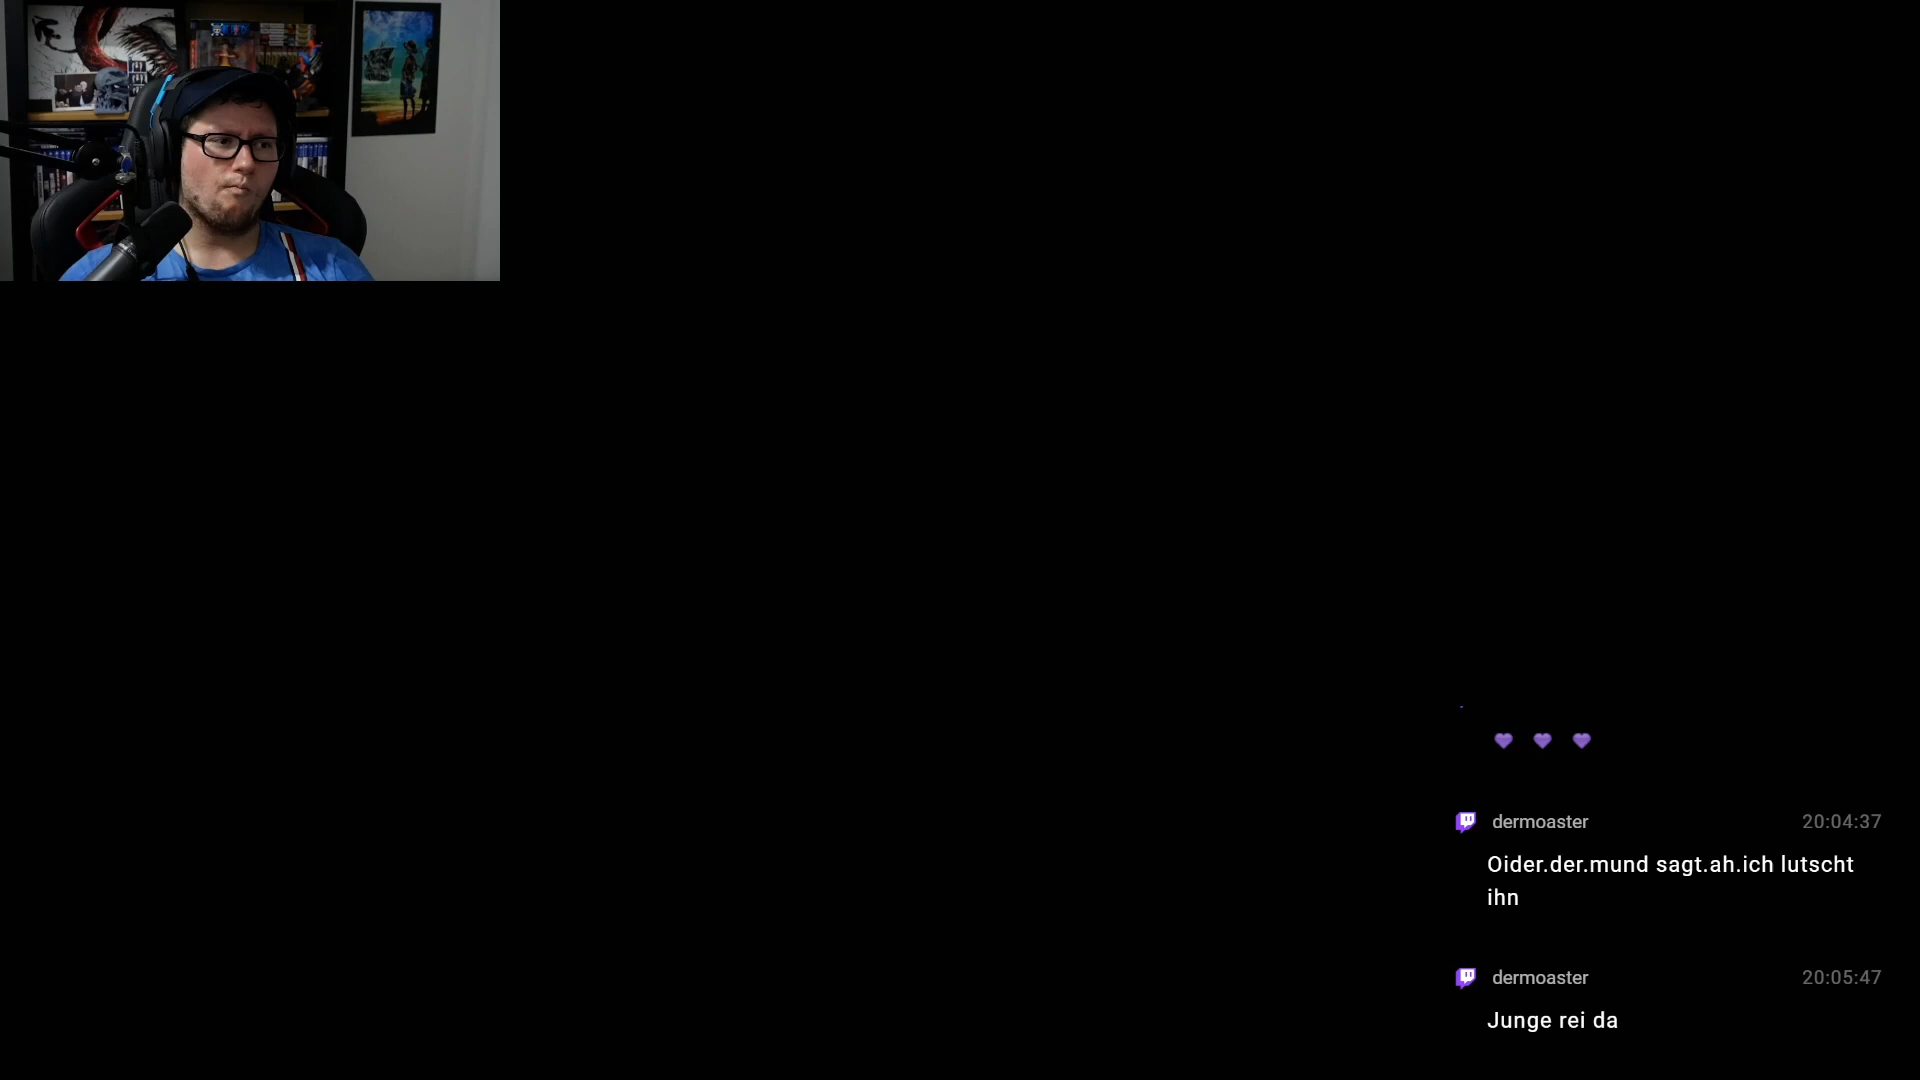 dermoaster 20:04:37
Oider.der.mund sagt.ah.ich lutscht
ihn
dermoaster 20:05:47
Junge rei da